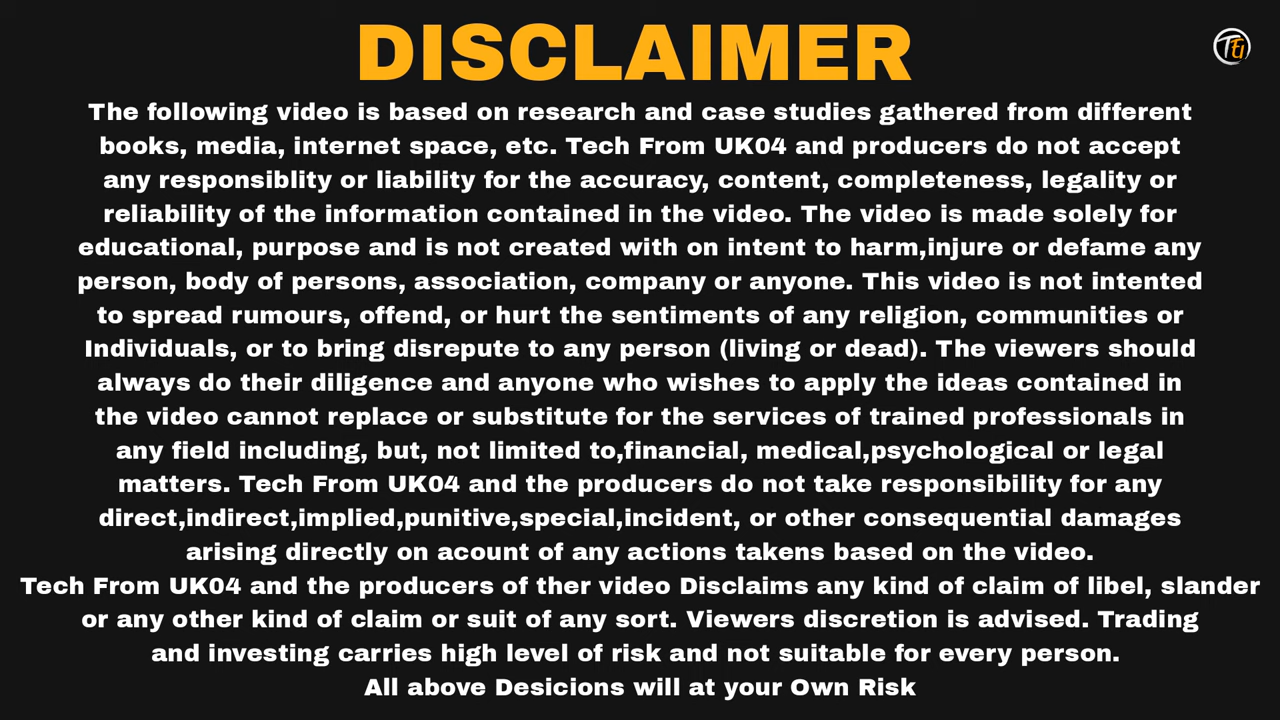 DISCLAIMER
The following video is based on research and case studies gathered from different
books, media, internet space, etc. Tech From UK04 and producers do not accept
any responsiblity or liability for the accuracy, content, completeness, legality or
reliability of the information contained in the video. The video is made solely for
educational, purpose and is not created with on intent to harm,injure or defame any
person, body of persons, association, company or anyone. This video is not intented
to spread rumours, offend, or hurt the sentiments of any religion, communities or
Individuals, or to bring disrepute to any person (living or dead). The viewers should
always do their diligence and anyone who wishes to apply the ideas contained in
the video cannot replace or substitute for the services of trained professionals in
any field including, but, not limited to,financial, medical,psychological or legal
matters. Tech From UK04 and the producers do not take responsibility for any
direct,indirect,implied,punitive,special,incident, or other consequential damages
arising directly on acount of any actions takens based on the video.
Tech From UK04 and the producers of ther video Disclaims any kind of claim of libel, slander
or any other kind of claim or suit of any sort. Viewers discretion is advised. Trading
and investing carries high level of risk and not suitable for every person.
All above Desicions will at your Own Risk